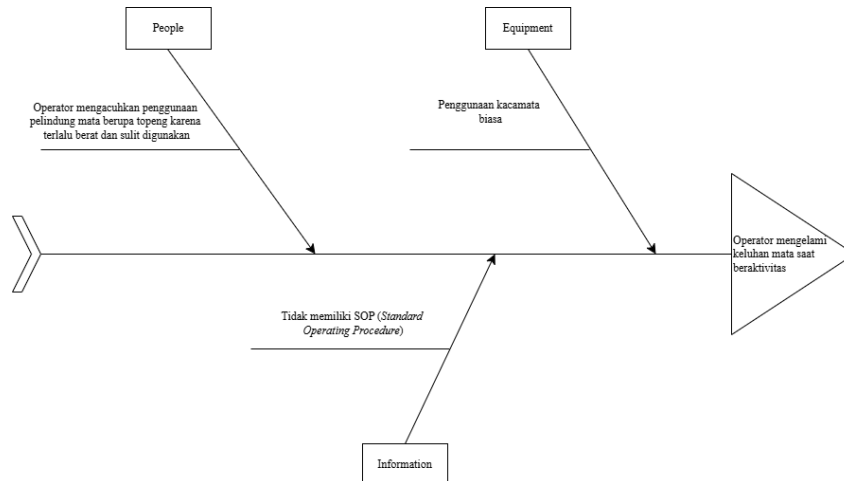 People
Equipment
Operator mengacuhkan penggunaan
pelindung mata berupa topeng karena
terlalu berat dan sulit digunakan
Penggunaan kacamata
biasa
Operator mengelami
keluhan mata saat
beraktivitas
Tidak memiliki SOP (Standard
Operating Procedure)
Information